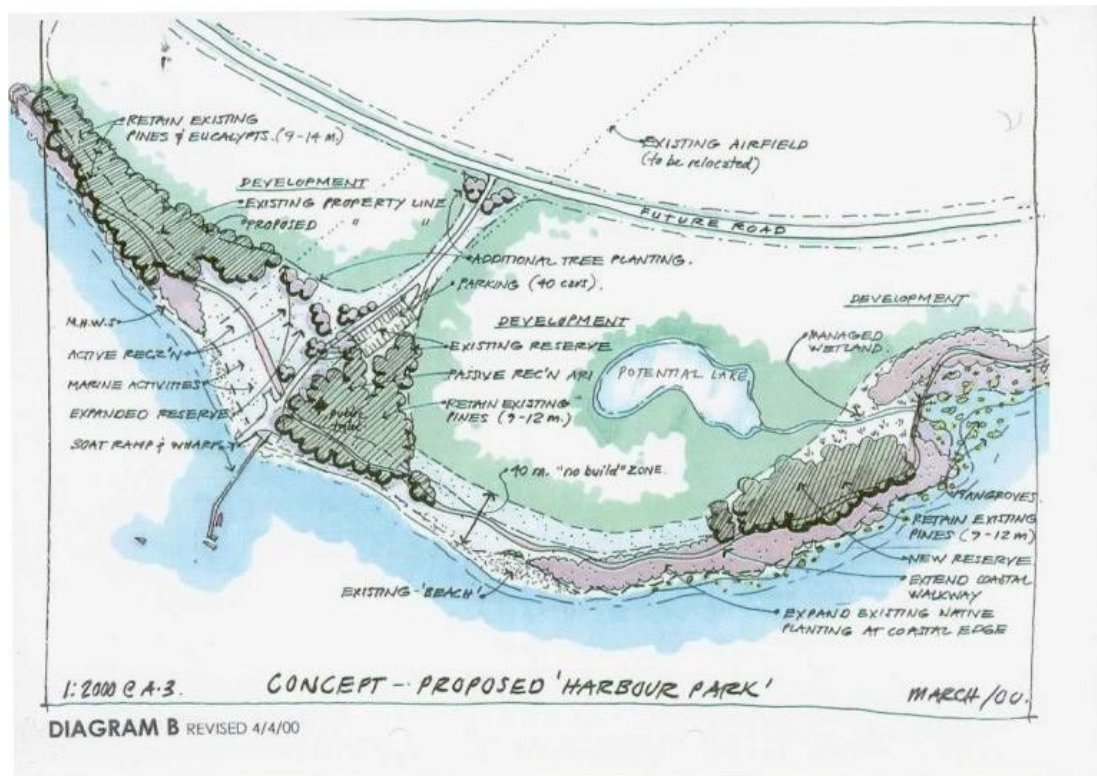 RETAIN EXISTING
PINES & EUCALYPTS. (9-14 m.)
DEVELOPMENT
EXISTING PROPERTY LINE
PROPOSED " "
EXISTING AIRFIELD
(to be relocated)
FUTURE ROAD
ADDITIONAL TREE PLANTING.
PARKING (40 cars).
DEVELOPMENT
DEVELOPMENT
MANAGED
WETLAND.
M.H.W.S
ACTIVE REC'N
MARINE ACTIVITIES
EXPANDED RESERVE
BOAT RAMP & WHARF
EXISTING RESERVE
PASSIVE REC'N
RETAIN EXISTING
PINES (9-12 m.)
POTENTIAL LAKE
40 m. "no build" ZONE.
MANGROVES.
RETAIN EXISTING
PINES (9-12 m)
NEW RESERVE.
EXTEND COASTAL
WALKWAY
EXISTING 'BEACH'
EXPAND EXISTING NATIVE
PLANTING AT COASTAL EDGE
1:2000 @ A·3.
CONCEPT - PROPOSED 'HARBOUR PARK'
MARCH/00.
DIAGRAM B REVISED 4/4/00